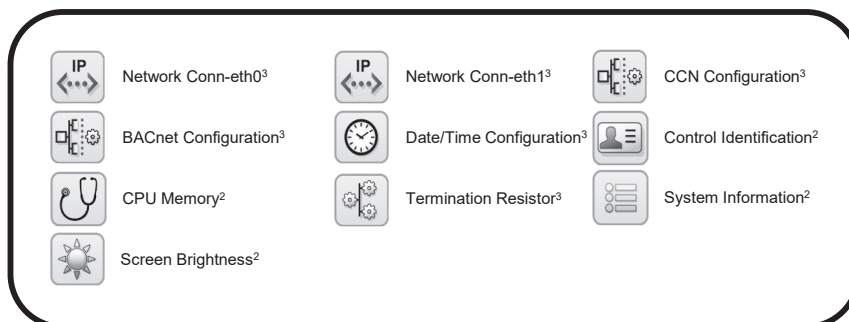 IP Network Conn-eth0³
IP Network Conn-eth1³
CCN Configuration³
BACnet Configuration³
Date/Time Configuration³
Control Identification²
CPU Memory²
Termination Resistor³
System Information²
Screen Brightness²